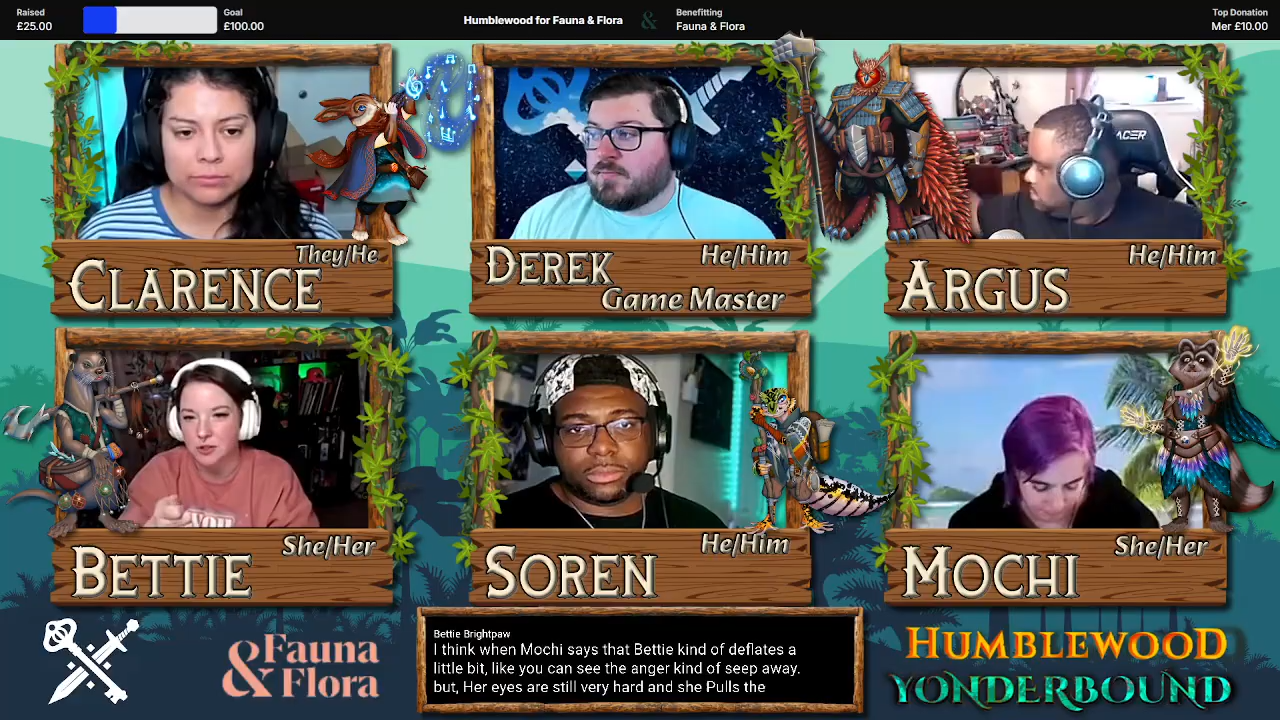 Raised
£25.00
Goal
£100.00
Humblewood for Fauna & Flora
&
Benefitting
Fauna & Flora
Top Donation
Mer £10.00
They/He
CLARENCE
He/Him
DEREK
Game Master
He/Him
ARGUS
ACER
She/Her
BETTIE
YOU
He/Him
SOREN
She/Her
MOCHI
Fauna
& Flora
Bettie Brightpaw
I think when Mochi says that Bettie kind of deflates a
little bit, like you can see the anger kind of seep away.
but, Her eyes are still very hard and she Pulls the
HUMBLEWOOD
YONDERBOUND